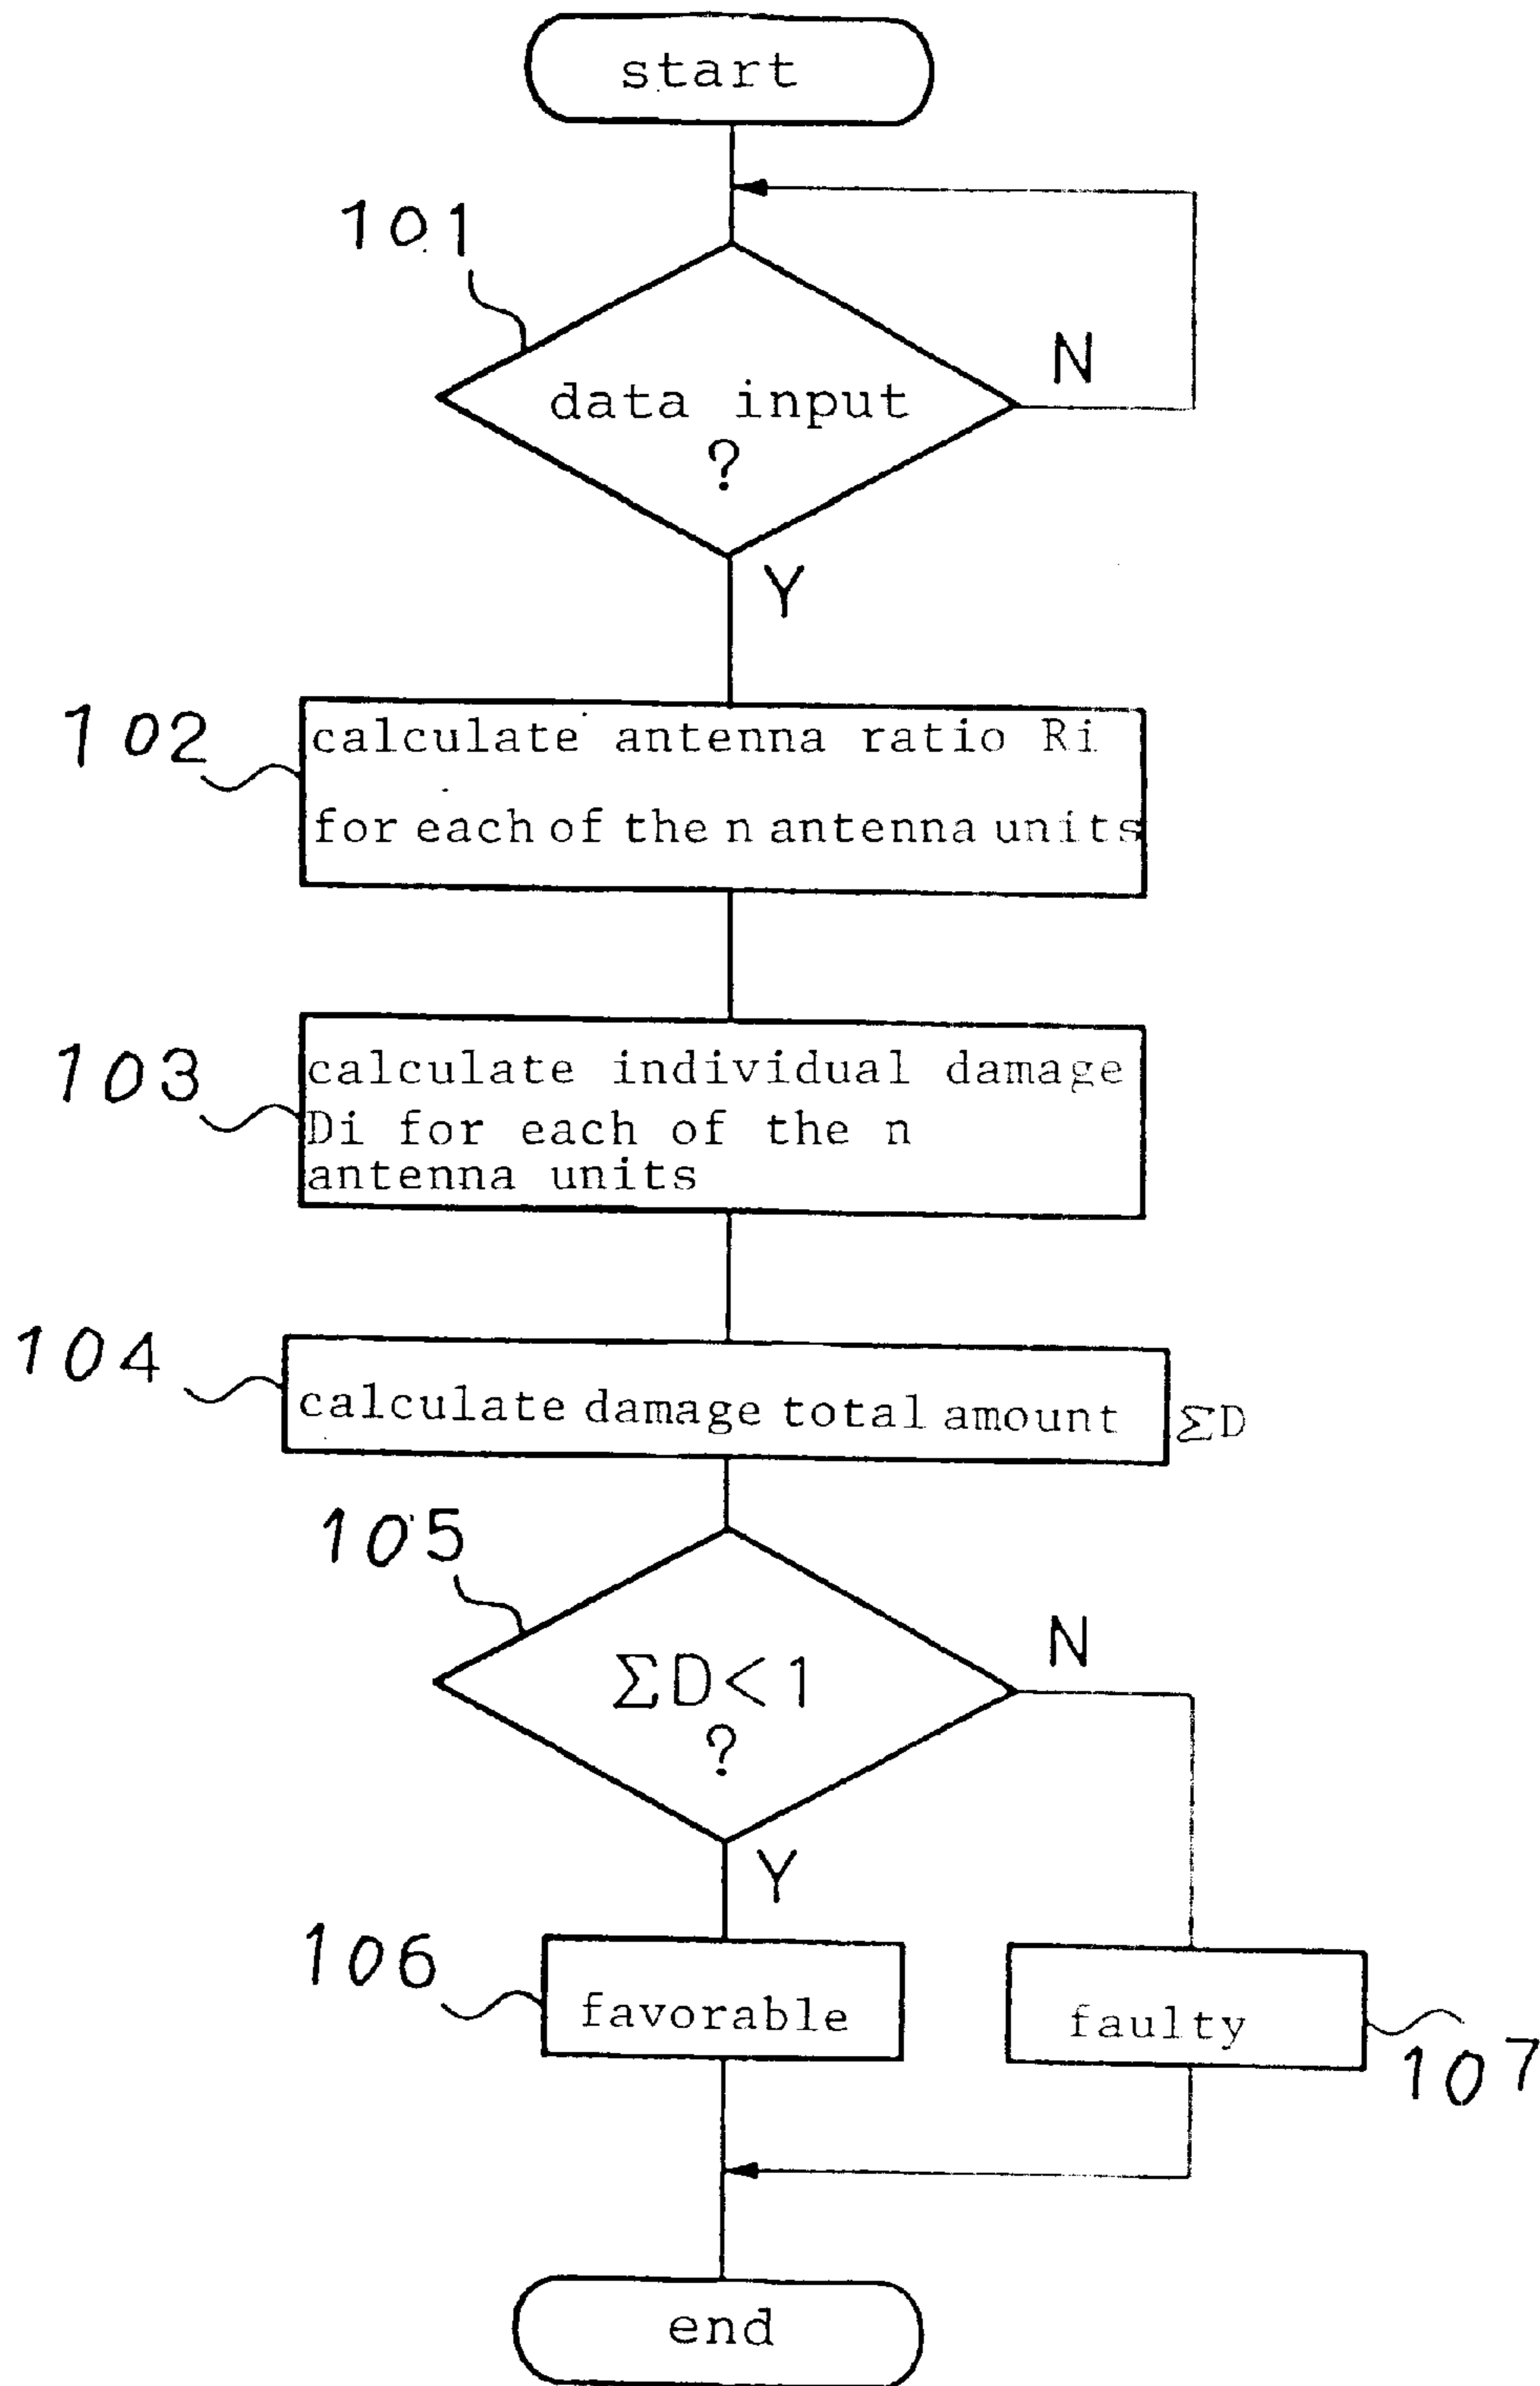 start
101
data input
?
N
Y
102
calculate antenna ratio Ri
for each of the n antenna units
103
calculate individual damage
Di for each of the n
antenna units
104
calculate damage total amount ΣD
105
ΣD<1
?
N
Y
106
favorable
faulty
107
end